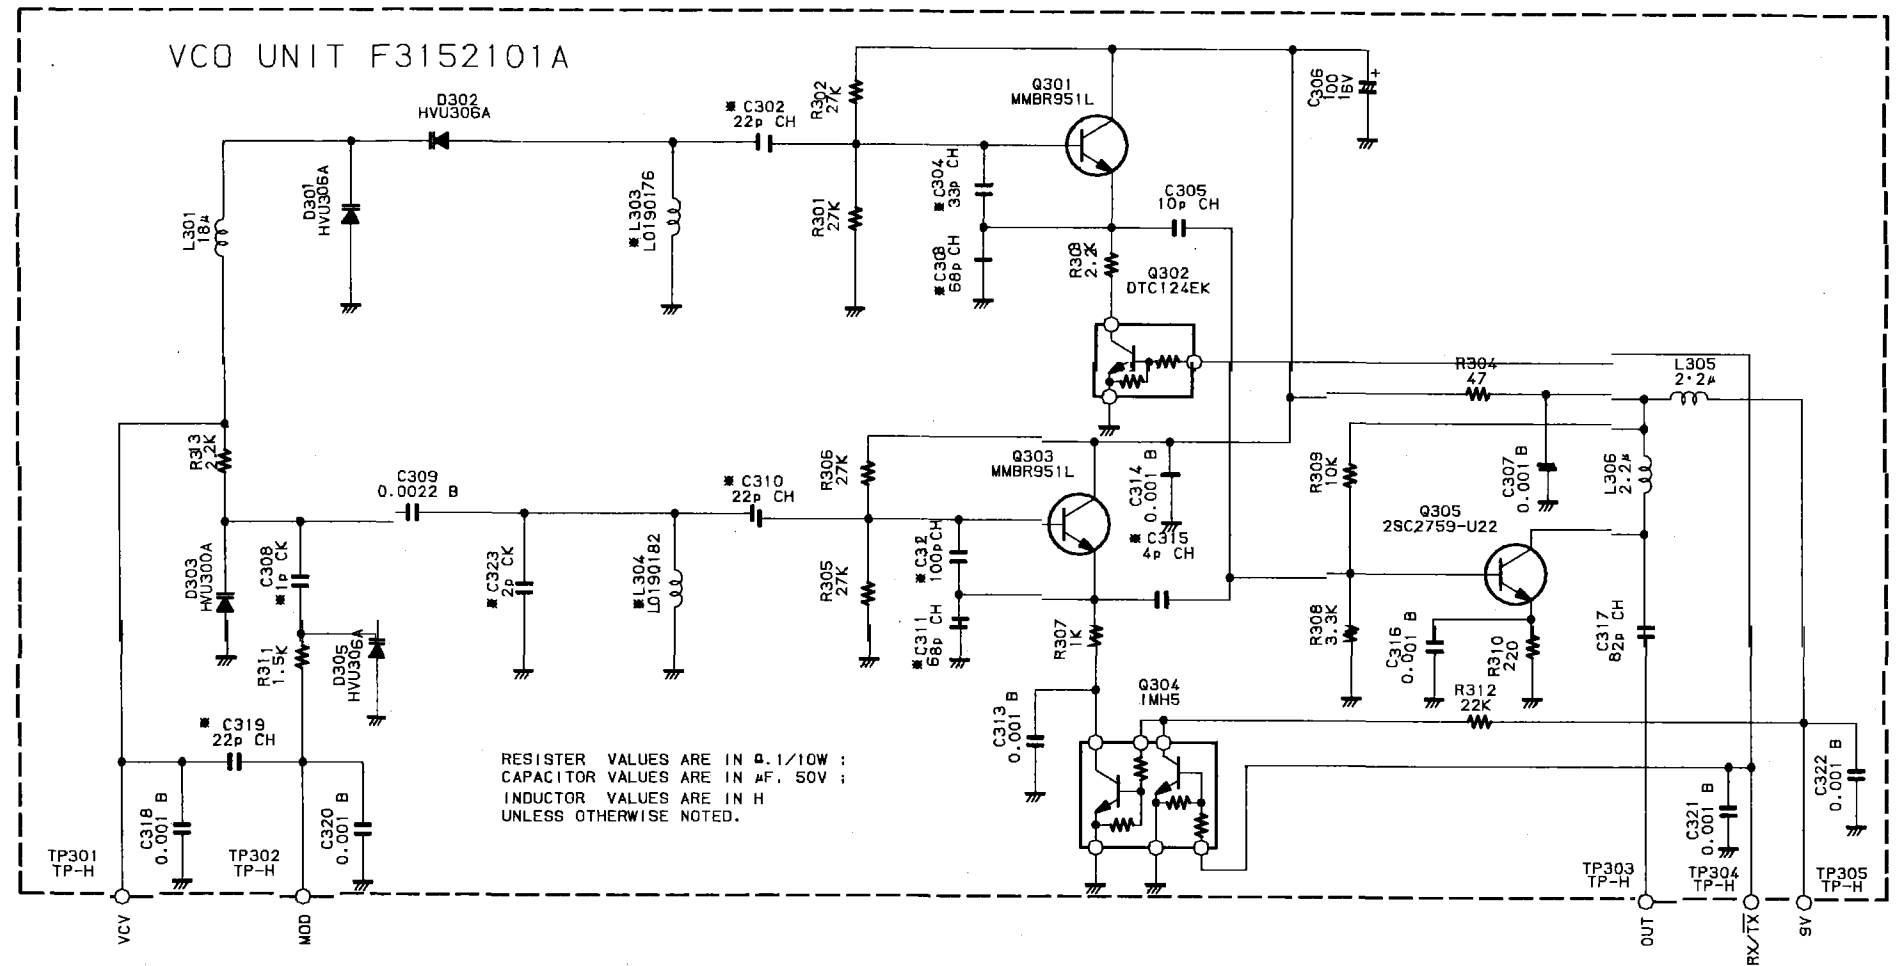 VCO UNIT F3152101A
D302
HVU306A
※ C302
22p CH
R302
27K
Q301
MMBR951L
C306
100
16V
+
L301
18μ
D301
HVU306A
※ L303
L0190176
R301
27K
※ C304
33p CH
C305
10p CH
※ C303
68p CH
R303
2.2K
Q302
DTC124EK
R304
47
L305
2.2μ
R313
2.2K
C309
0.0022 B
※ C310
22p CH
R306
27K
Q303
MMBR951L
C314
0.001 B
R309
10K
C307
0.001 B
L306
2.2μ
Q305
2SC2759-U22
※ C315
4p CH
D303
HVU300A
C308
※ 1p CK
※ C323
2p CK
※ L304
L0190182
R305
27K
※ C312
100p CH
※ C311
68p CH
R307
1K
R308
3.3K
C316
0.001 B
R310
220
C317
82p CH
R311
1.5K
D305
HVU306A
Q304
IMH5
R312
22K
※ C319
22p CH
C313
0.001 B
RESISTER VALUES ARE IN Ω.1/10W ;
CAPACITOR VALUES ARE IN μF, 50V ;
INDUCTOR VALUES ARE IN H
UNLESS OTHERWISE NOTED.
C318
0.001 B
C320
0.001 B
C321
0.001 B
C322
0.001 B
TP301
TP-H
TP302
TP-H
TP303
TP-H
TP304
TP-H
TP305
TP-H
VCV
MOD
OUT
RX/T̅X̅
9V